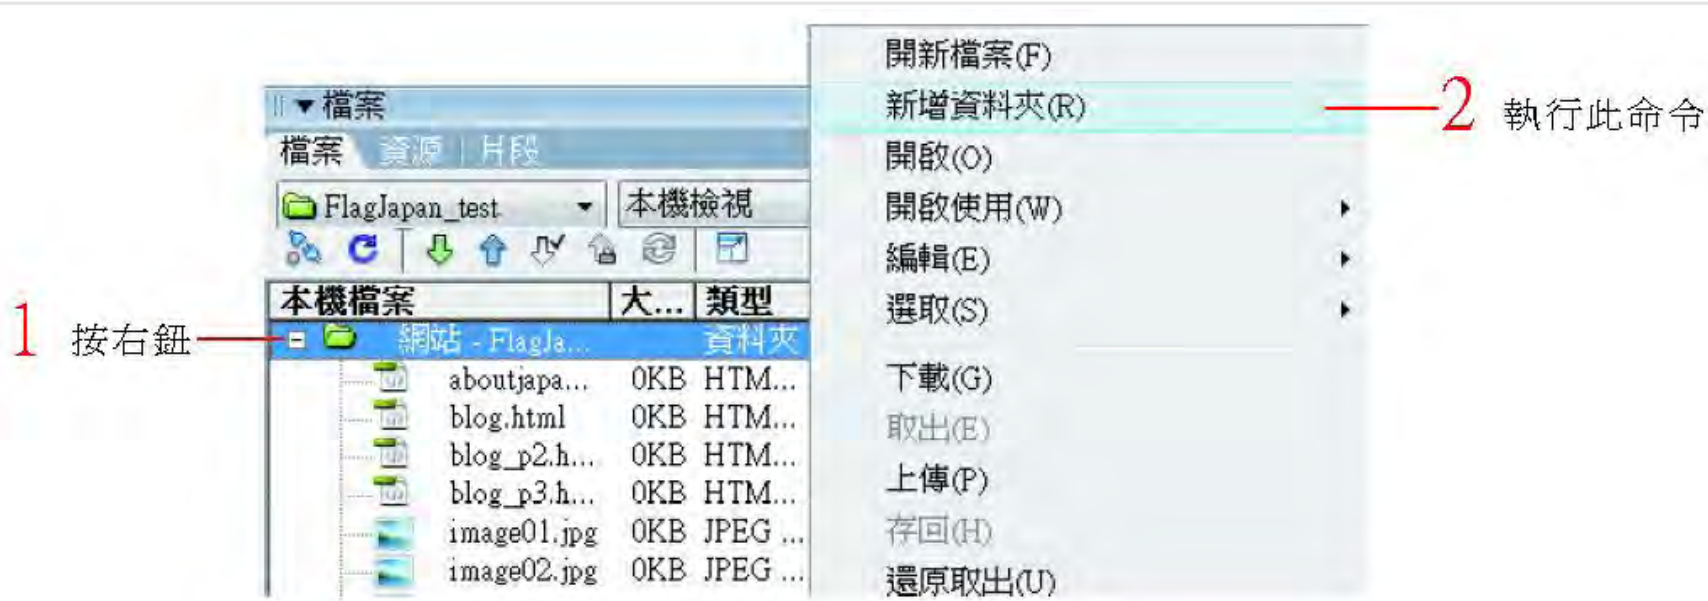 ▼檔案
檔案 資源 片段
FlagJapan_test 本機檢視
本機檔案 大... 類型
1 按右鈕
網站 - FlagJa... 資料夾
aboutjapa... 0KB HTM...
blog.html 0KB HTM...
blog_p2.h... 0KB HTM...
blog_p3.h... 0KB HTM...
image01.jpg 0KB JPEG ...
image02.jpg 0KB JPEG ...
開新檔案(F)
新增資料夾(R)
2 執行此命令
開啟(O)
開啟使用(W)
編輯(E)
選取(S)
下載(G)
取出(E)
上傳(P)
存回(H)
還原取出(U)